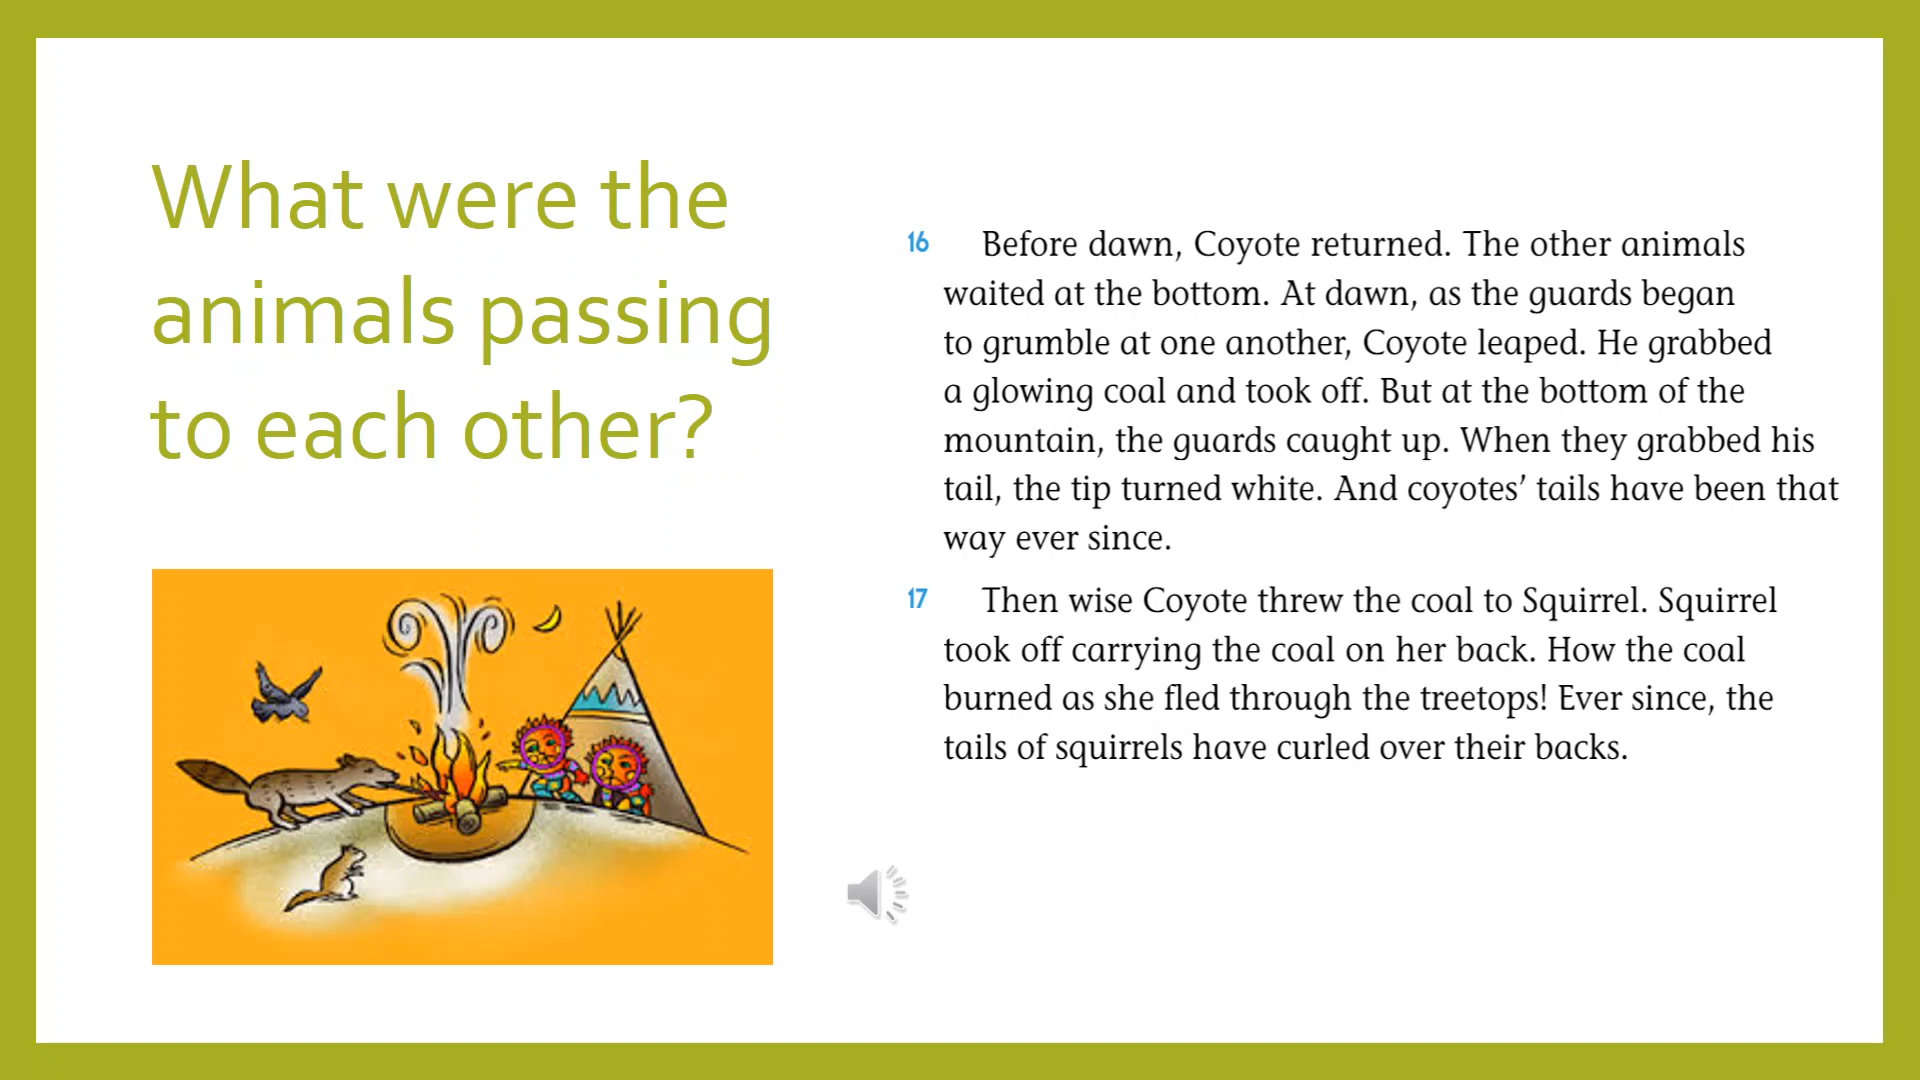 What were the
animals passing
to each other?
16 Before dawn, Coyote returned. The other animals
waited at the bottom. At dawn, as the guards began
to grumble at one another, Coyote leaped. He grabbed
a glowing coal and took off. But at the bottom of the
mountain, the guards caught up. When they grabbed his
tail, the tip turned white. And coyotes’ tails have been that
way ever since.
17 Then wise Coyote threw the coal to Squirrel. Squirrel
took off carrying the coal on her back. How the coal
burned as she fled through the treetops! Ever since, the
tails of squirrels have curled over their backs.